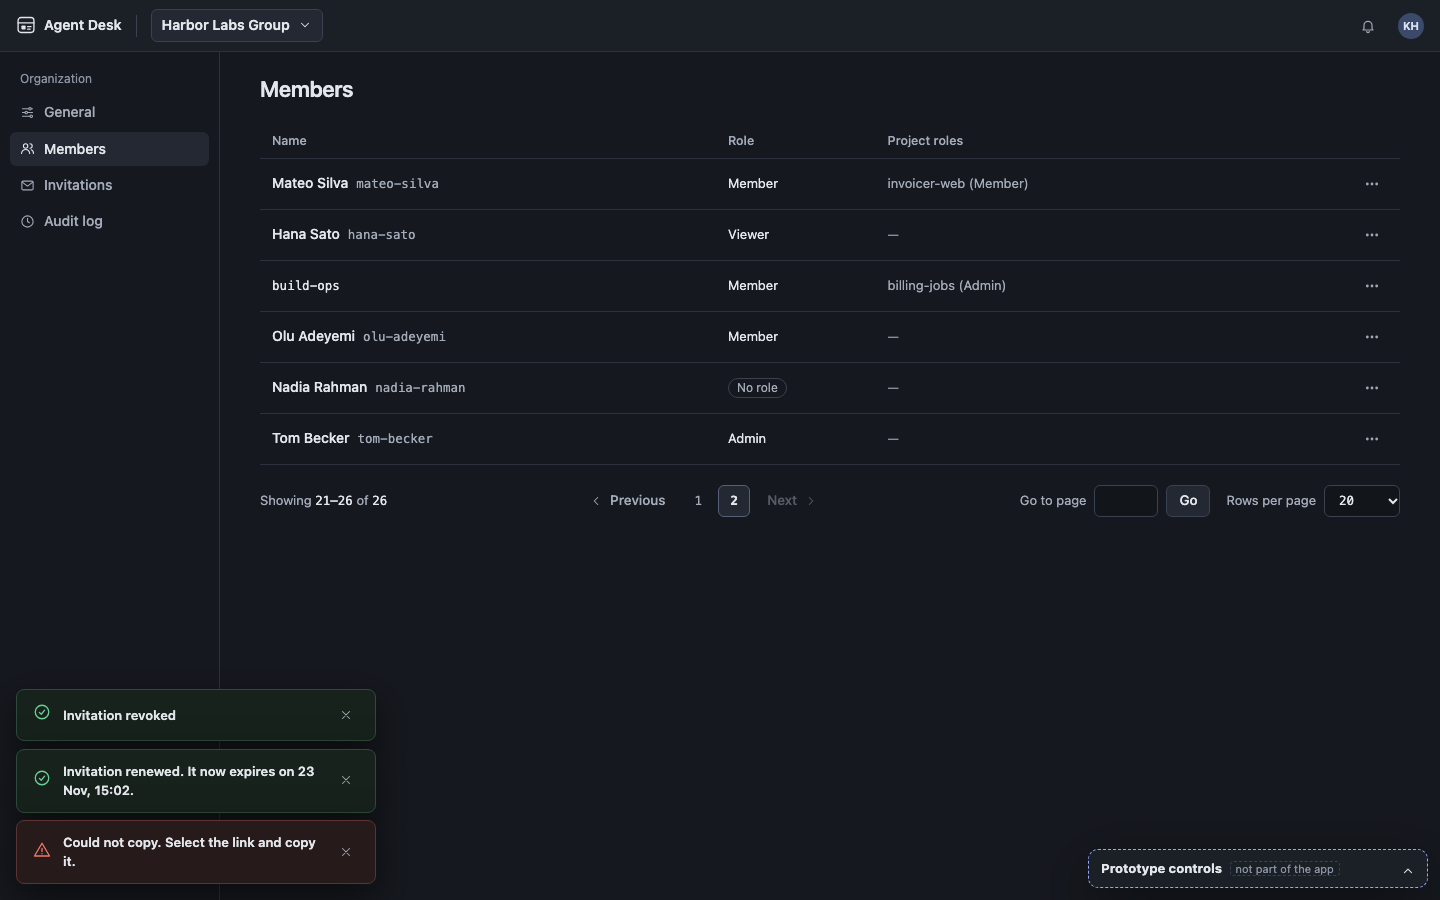 Agent Desk
Harbor Labs Group
KH
Organization
General
Members
Invitations
Audit log
Members
Name Role Project roles
Mateo Silva mateo-silva Member invoicer-web (Member)
Hana Sato hana-sato Viewer —
build-ops Member billing-jobs (Admin)
Olu Adeyemi olu-adeyemi Member —
Nadia Rahman nadia-rahman No role —
Tom Becker tom-becker Admin —
Showing 21–26 of 26 Previous 1 2 Next Go to page Go Rows per page 20
Invitation revoked
Invitation renewed. It now expires on 23
Nov, 15:02.
Could not copy. Select the link and copy
it.
Prototype controls not part of the app